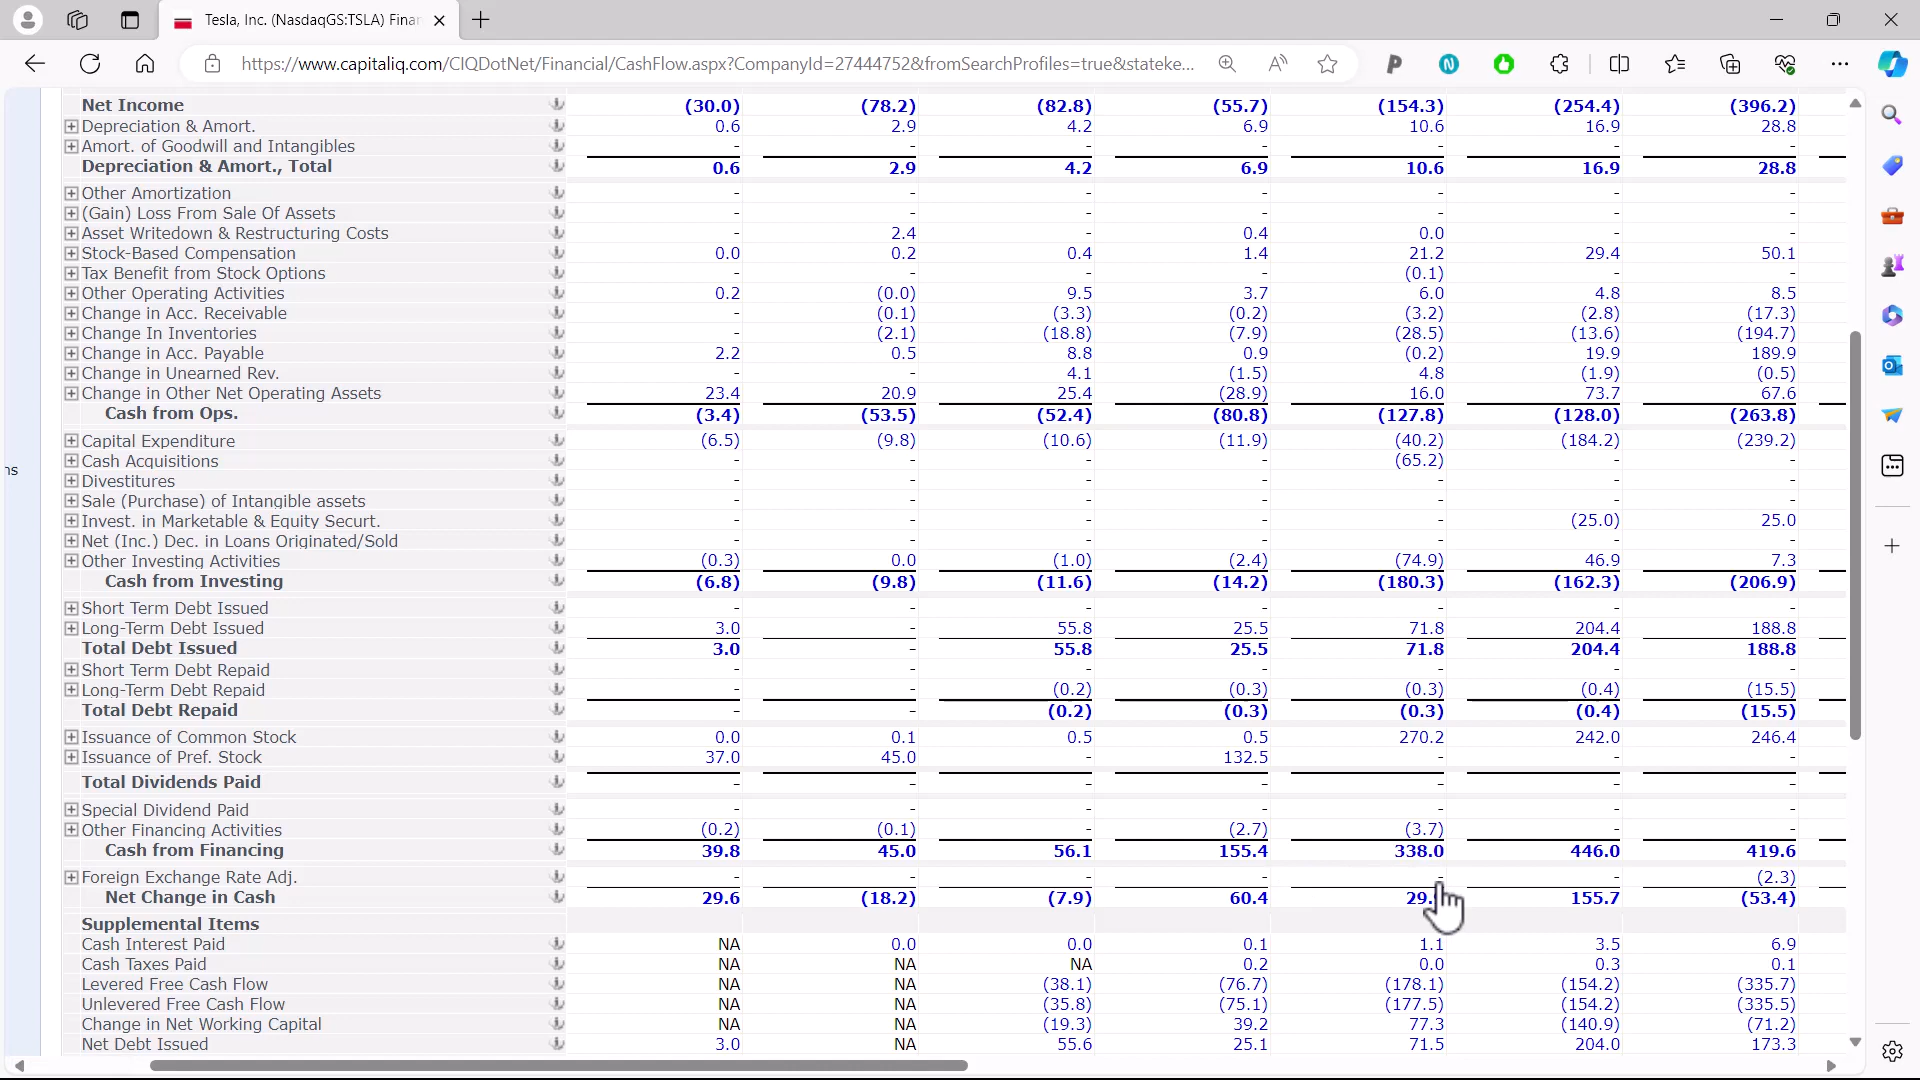 Tesla, Inc. (NasdaqGS:TSLA) Finan
https://www.capitaliq.com/CIQDotNet/Financial/CashFlow.aspx?CompanyId=27444752&fromSearchProfiles=true&stateke...
Net Income (30.0) (78.2) (82.8) (55.7) (154.3) (254.4) (396.2)
Depreciation & Amort. 0.6 2.9 4.2 6.9 10.6 16.9 28.8
Amort. of Goodwill and Intangibles - - - - - - -
Depreciation & Amort., Total 0.6 2.9 4.2 6.9 10.6 16.9 28.8
Other Amortization - - - - - - -
(Gain) Loss From Sale Of Assets - - - - - - -
Asset Writedown & Restructuring Costs - 2.4 - 0.4 0.0 - -
Stock-Based Compensation 0.0 0.2 0.4 1.4 21.2 29.4 50.1
Tax Benefit from Stock Options - - - - (0.1) - -
Other Operating Activities 0.2 (0.0) 9.5 3.7 6.0 4.8 8.5
Change in Acc. Receivable - (0.1) (3.3) (0.2) (3.2) (2.8) (17.3)
Change In Inventories - (2.1) (18.8) (7.9) (28.5) (13.6) (194.7)
Change in Acc. Payable 2.2 0.5 8.8 0.9 (0.2) 19.9 189.9
Change in Unearned Rev. - - 4.1 (1.5) 4.8 (1.9) (0.5)
Change in Other Net Operating Assets 23.4 20.9 25.4 (28.9) 16.0 73.7 67.6
Cash from Ops. (3.4) (53.5) (52.4) (80.8) (127.8) (128.0) (263.8)
Capital Expenditure (6.5) (9.8) (10.6) (11.9) (40.2) (184.2) (239.2)
Cash Acquisitions - - - - (65.2) - -
ns
Divestitures - - - - - - -
Sale (Purchase) of Intangible assets - - - - - - -
Invest. in Marketable & Equity Securt. - - - - - (25.0) 25.0
Net (Inc.) Dec. in Loans Originated/Sold - - - - - - -
Other Investing Activities (0.3) 0.0 (1.0) (2.4) (74.9) 46.9 7.3
Cash from Investing (6.8) (9.8) (11.6) (14.2) (180.3) (162.3) (206.9)
Short Term Debt Issued - - - - - - -
Long-Term Debt Issued 3.0 - 55.8 25.5 71.8 204.4 188.8
Total Debt Issued 3.0 - 55.8 25.5 71.8 204.4 188.8
Short Term Debt Repaid - - - - - - -
Long-Term Debt Repaid - - (0.2) (0.3) (0.3) (0.4) (15.5)
Total Debt Repaid - - (0.2) (0.3) (0.3) (0.4) (15.5)
Issuance of Common Stock 0.0 0.1 0.5 0.5 270.2 242.0 246.4
Issuance of Pref. Stock 37.0 45.0 - 132.5 - - -
Total Dividends Paid - - - - - - -
Special Dividend Paid - - - - - - -
Other Financing Activities (0.2) (0.1) - (2.7) (3.7) - -
Cash from Financing 39.8 45.0 56.1 155.4 338.0 446.0 419.6
Foreign Exchange Rate Adj. - - - - - - (2.3)
Net Change in Cash 29.6 (18.2) (7.9) 60.4 29. 155.7 (53.4)
Supplemental Items
Cash Interest Paid NA 0.0 0.0 0.1 1.1 3.5 6.9
Cash Taxes Paid NA NA NA 0.2 0.0 0.3 0.1
Levered Free Cash Flow NA NA (38.1) (76.7) (178.1) (154.2) (335.7)
Unlevered Free Cash Flow NA NA (35.8) (75.1) (177.5) (154.2) (335.5)
Change in Net Working Capital NA NA (19.3) 39.2 77.3 (140.9) (71.2)
Net Debt Issued 3.0 NA 55.6 25.1 71.5 204.0 173.3